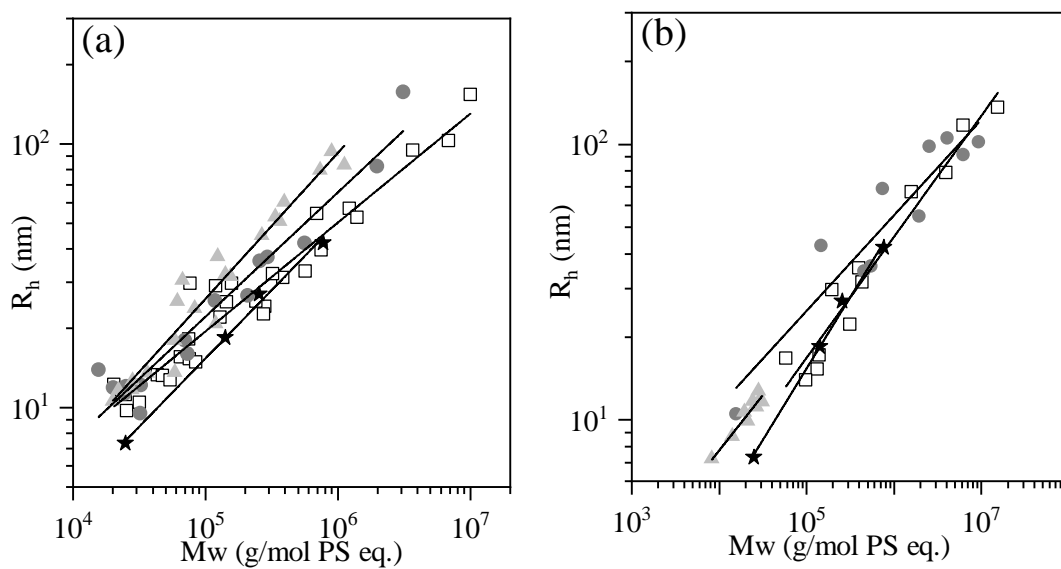 (a)
R_h (nm)
10^2
10^1
10^4 10^5 10^6 10^7
Mw (g/mol PS eq.)
(b)
R_h (nm)
10^2
10^1
10^3 10^5 10^7
Mw (g/mol PS eq.)